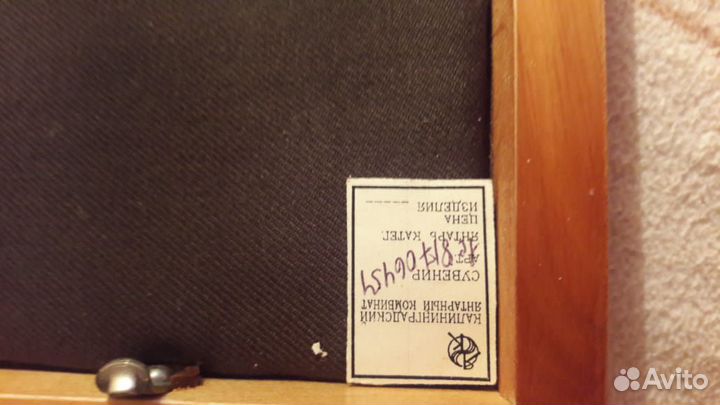 КАЛИНИНГРАДСКИЙ
ЯНТАРНЫЙ КОМБИНАТ
СУВЕНИР
АРТ.
ЯНТАРЬ КАТЕГ.
ЦЕНА
ИЗДЕЛИЯ
Avito